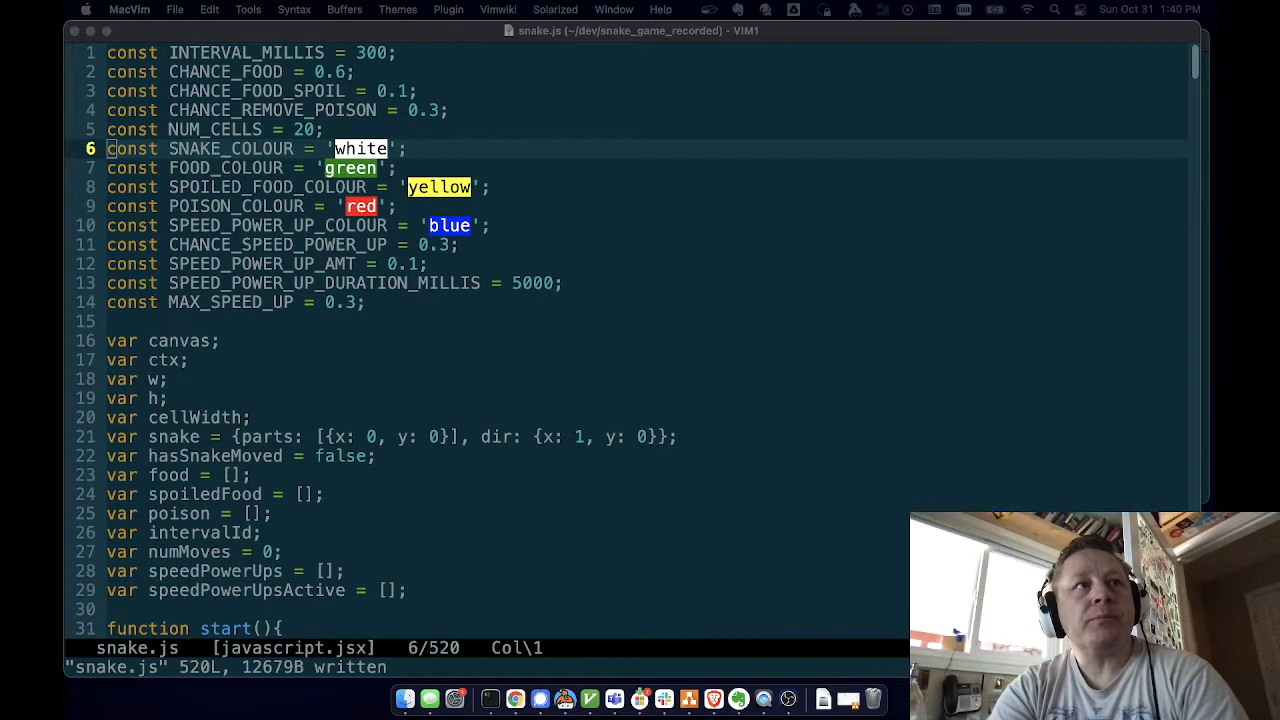 MacVim File Edit Tools Syntax Buffers Themes Plugin Vimwiki Solarized Window Help Sun Oct 31 1:40 PM
snake.js (~/dev/snake_game_recorded) - VIM1
1 const INTERVAL_MILLIS = 300;
2 const CHANCE_FOOD = 0.6;
3 const CHANCE_FOOD_SPOIL = 0.1;
4 const CHANCE_REMOVE_POISON = 0.3;
5 const NUM_CELLS = 20;
6 const SNAKE_COLOUR = 'white';
7 const FOOD_COLOUR = 'green';
8 const SPOILED_FOOD_COLOUR = 'yellow';
9 const POISON_COLOUR = 'red';
10 const SPEED_POWER_UP_COLOUR = 'blue';
11 const CHANCE_SPEED_POWER_UP = 0.3;
12 const SPEED_POWER_UP_AMT = 0.1;
13 const SPEED_POWER_UP_DURATION_MILLIS = 5000;
14 const MAX_SPEED_UP = 0.3;
15
16 var canvas;
17 var ctx;
18 var w;
19 var h;
20 var cellWidth;
21 var snake = {parts: [{x: 0, y: 0}], dir: {x: 1, y: 0}};
22 var hasSnakeMoved = false;
23 var food = [];
24 var spoiledFood = [];
25 var poison = [];
26 var intervalId;
27 var numMoves = 0;
28 var speedPowerUps = [];
29 var speedPowerUpsActive = [];
30
31 function start(){
snake.js [javascript.jsx] 6/520 Col\1
"snake.js" 520L, 12679B written